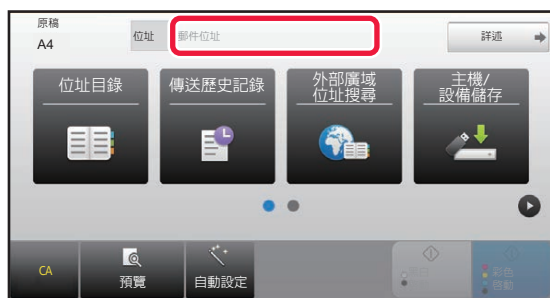 原稿
A4
位址
郵件位址
詳述
位址目錄
傳送歷史記錄
外部廣域
位址搜尋
主機/
設備儲存
CA
預覽
自動設定
彩色
啟動